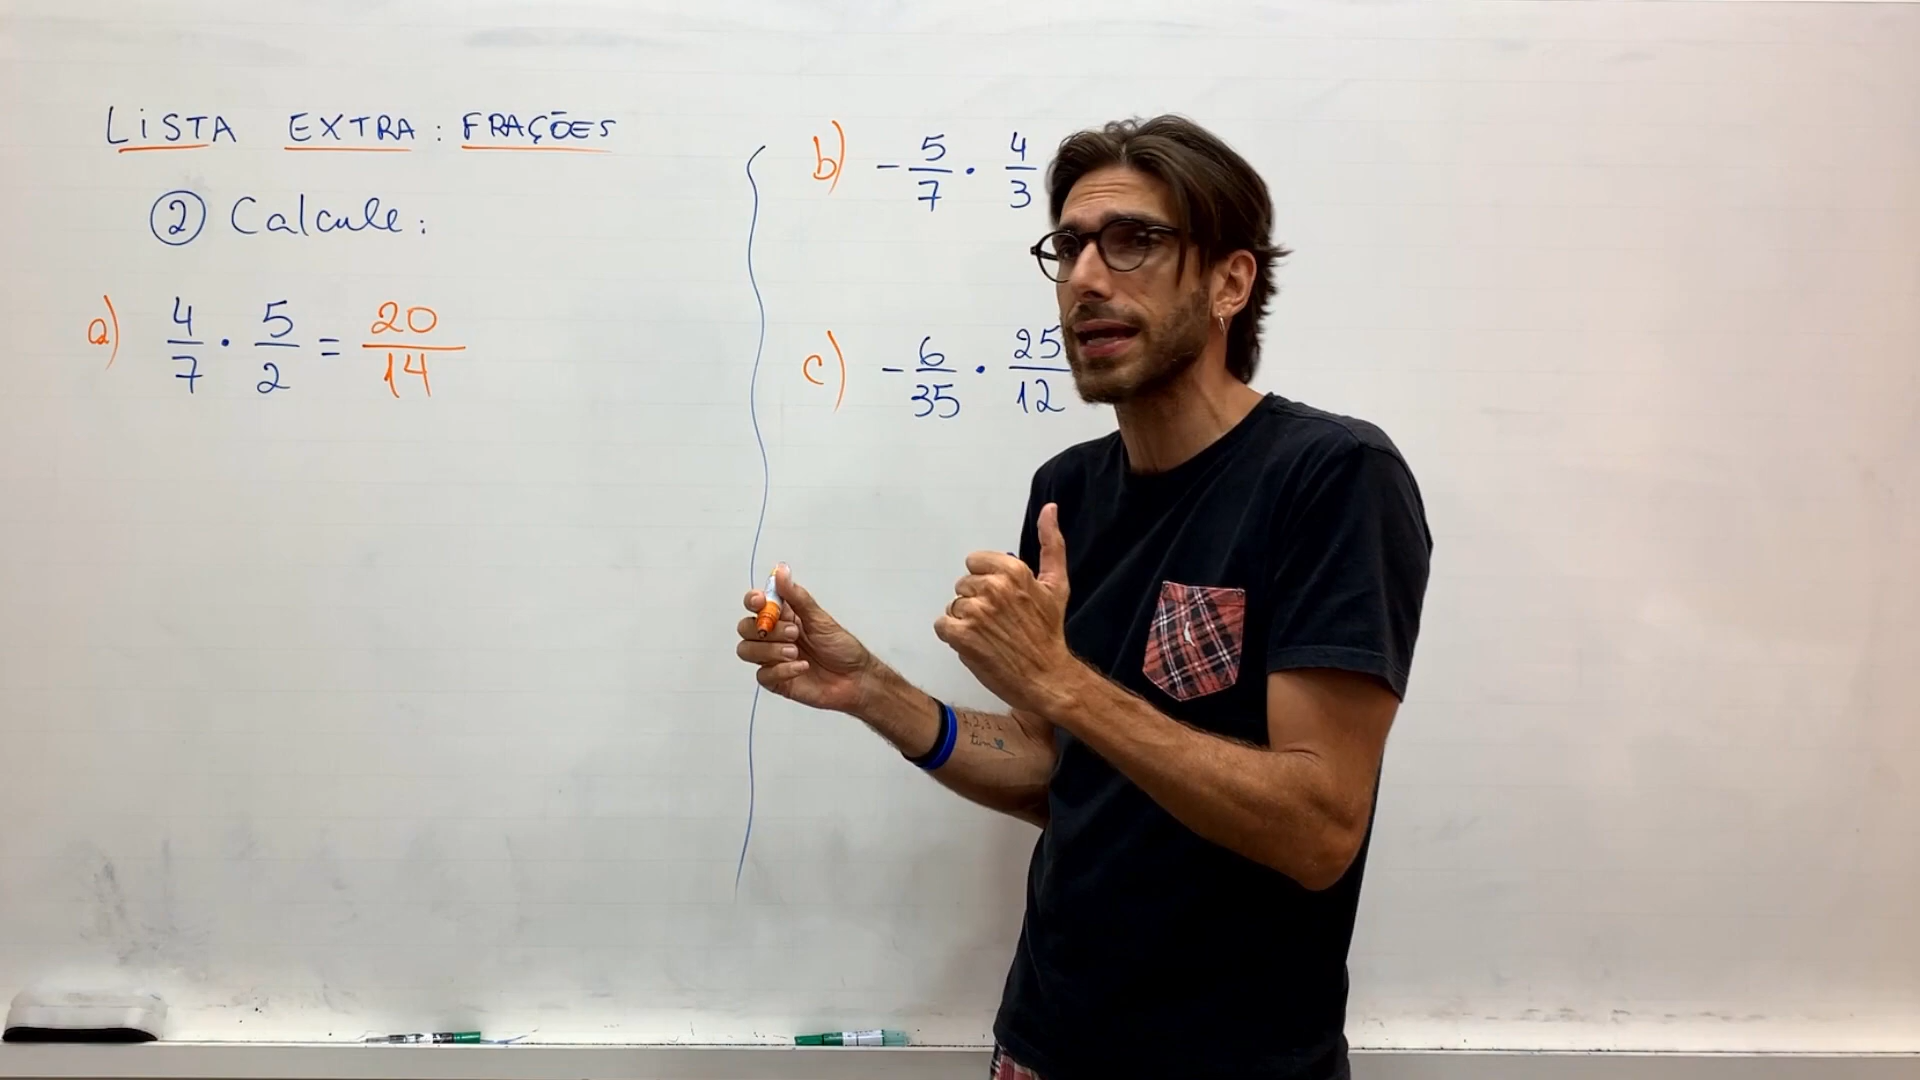 LISTA EXTRA: FRAÇÕES
② Calcule:
a) 4/7 · 5/2 = 20/14
b) - 5/7 · 4/3
c) - 6/35 · 25/12